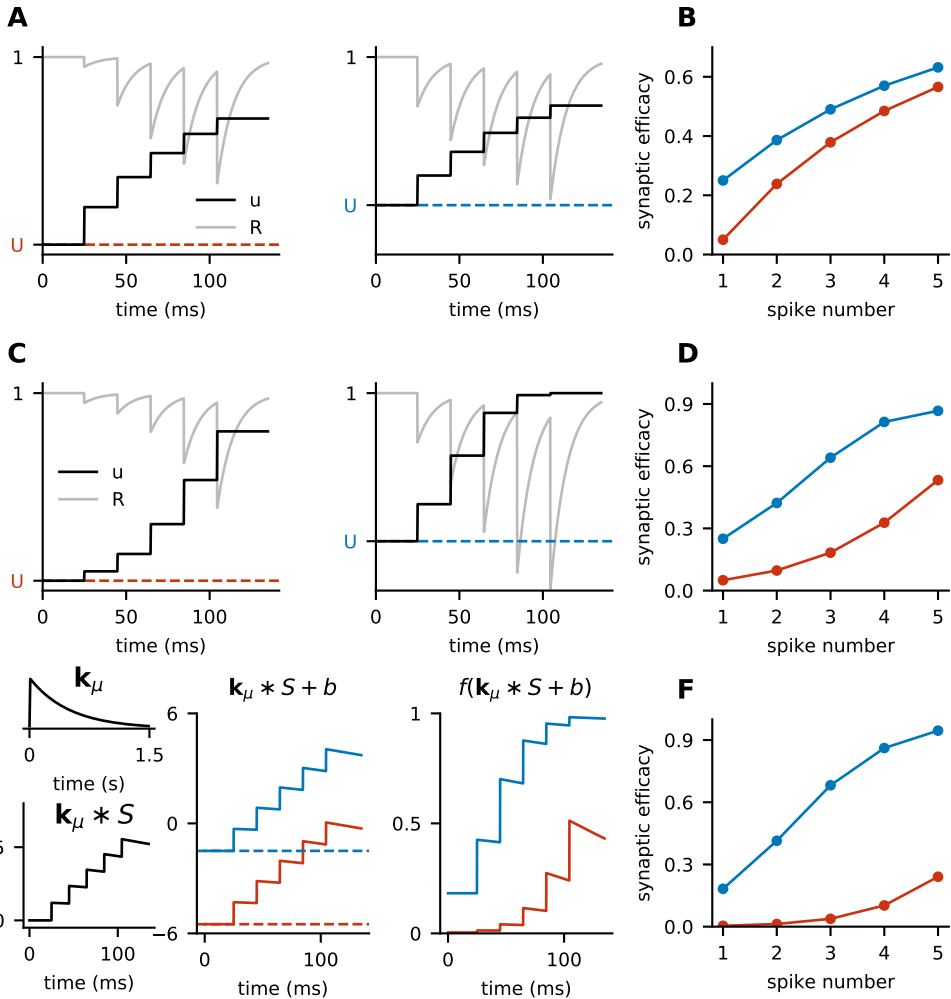 A
1
U
u
R
0 50 100
time (ms)
1
U
0 50 100
time (ms)
B
synaptic efficacy
0.6
0.4
0.2
0.0
1 2 3 4 5
spike number
C
1
U
u
R
0 50 100
time (ms)
1
U
0 50 100
time (ms)
D
synaptic efficacy
0.9
0.6
0.3
0.0
1 2 3 4 5
spike number
k_μ
0 1.5
time (s)
k_μ ∗ S
0 100
time (ms)
k_μ ∗ S + b
6
0
−6
0 100
time (ms)
f(k_μ ∗ S + b)
1
0.5
0
0 100
time (ms)
F
synaptic efficacy
0.9
0.6
0.3
0.0
1 2 3 4 5
spike number